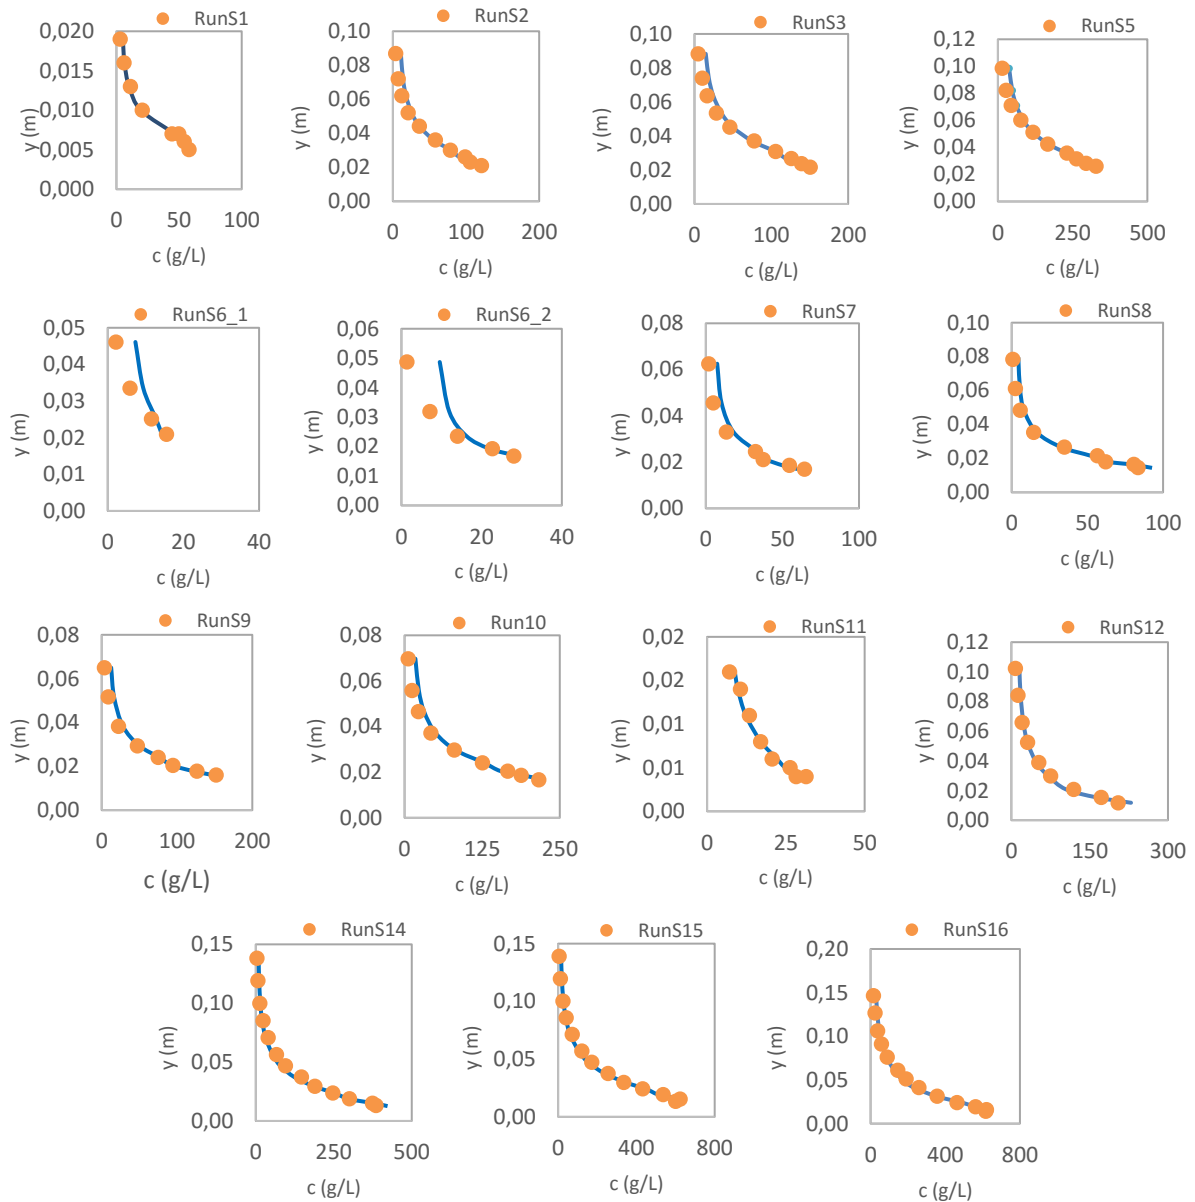 RunS1
0,020
0,015
0,010
0,005
0,000
y (m)
0
50
100
c (g/L)
RunS2
0,10
0,08
0,06
0,04
0,02
0,00
y (m)
0
100
200
c (g/L)
RunS3
0,10
0,08
0,06
0,04
0,02
0,00
y (m)
0
100
200
c (g/L)
RunS5
0,12
0,10
0,08
0,06
0,04
0,02
0,00
y (m)
0
250
500
c (g/L)
RunS6_1
0,05
0,04
0,03
0,02
0,01
0,00
y (m)
0
20
40
c (g/L)
RunS6_2
0,06
0,05
0,04
0,03
0,02
0,01
0,00
y (m)
0
20
40
c (g/L)
RunS7
0,08
0,06
0,04
0,02
0,00
y (m)
0
50
100
c (g/L)
RunS8
0,10
0,08
0,06
0,04
0,02
0,00
y (m)
0
50
100
c (g/L)
RunS9
0,08
0,06
0,04
0,02
0,00
y (m)
0
100
200
c (g/L)
Run10
0,08
0,06
0,04
0,02
0,00
y (m)
0
125
250
c (g/L)
RunS11
0,02
0,02
0,01
0,01
0,00
y (m)
0
25
50
c (g/L)
RunS12
0,12
0,10
0,08
0,06
0,04
0,02
0,00
y (m)
0
150
300
c (g/L)
RunS14
0,15
0,10
0,05
0,00
y (m)
0
500
c (g/L)
RunS15
0,15
0,10
0,05
0,00
y (m)
0
400
800
c (g/L)
RunS16
0,20
0,15
0,10
0,05
0,00
y (m)
0
400
800
c (g/L)